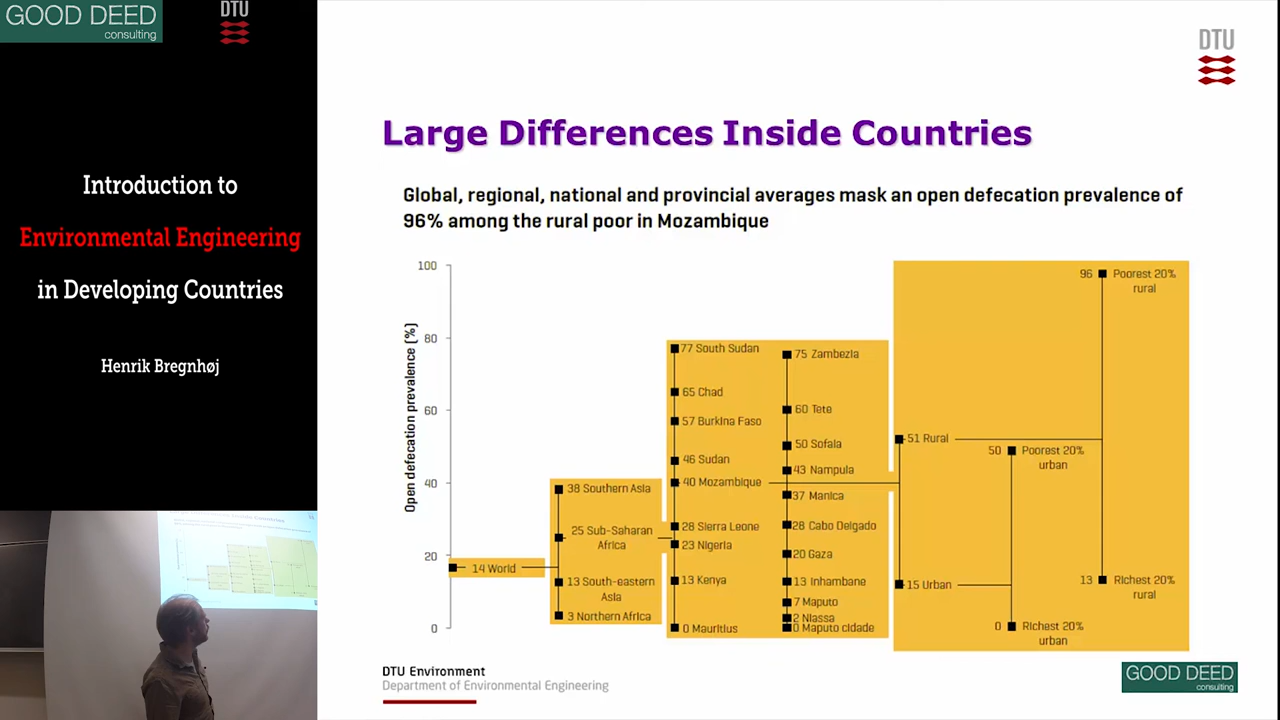 GOOD DEED
consulting
DTU
Introduction to
Environmental Engineering
in Developing Countries
Henrik Bregnhøj
DTU
Large Differences Inside Countries
Global, regional, national and provincial averages mask an open defecation prevalence of
96% among the rural poor in Mozambique
Open defecation prevalence (%)
100
80
60
40
20
0
14 World
38 Southern Asia
25 Sub-Saharan
Africa
13 South-eastern
Asia
3 Northern Africa
77 South Sudan
65 Chad
57 Burkina Faso
46 Sudan
40 Mozambique
28 Sierra Leone
23 Nigeria
13 Kenya
0 Mauritius
75 Zambezia
60 Tete
50 Sofala
43 Nampula
37 Manica
28 Cabo Delgado
20 Gaza
13 Inhambane
7 Maputo
2 Niassa
0 Maputo cidade
51 Rural
15 Urban
50 Poorest 20%
urban
0 Richest 20%
urban
96 Poorest 20%
rural
13 Richest 20%
rural
DTU Environment
Department of Environmental Engineering
GOOD DEED
consulting